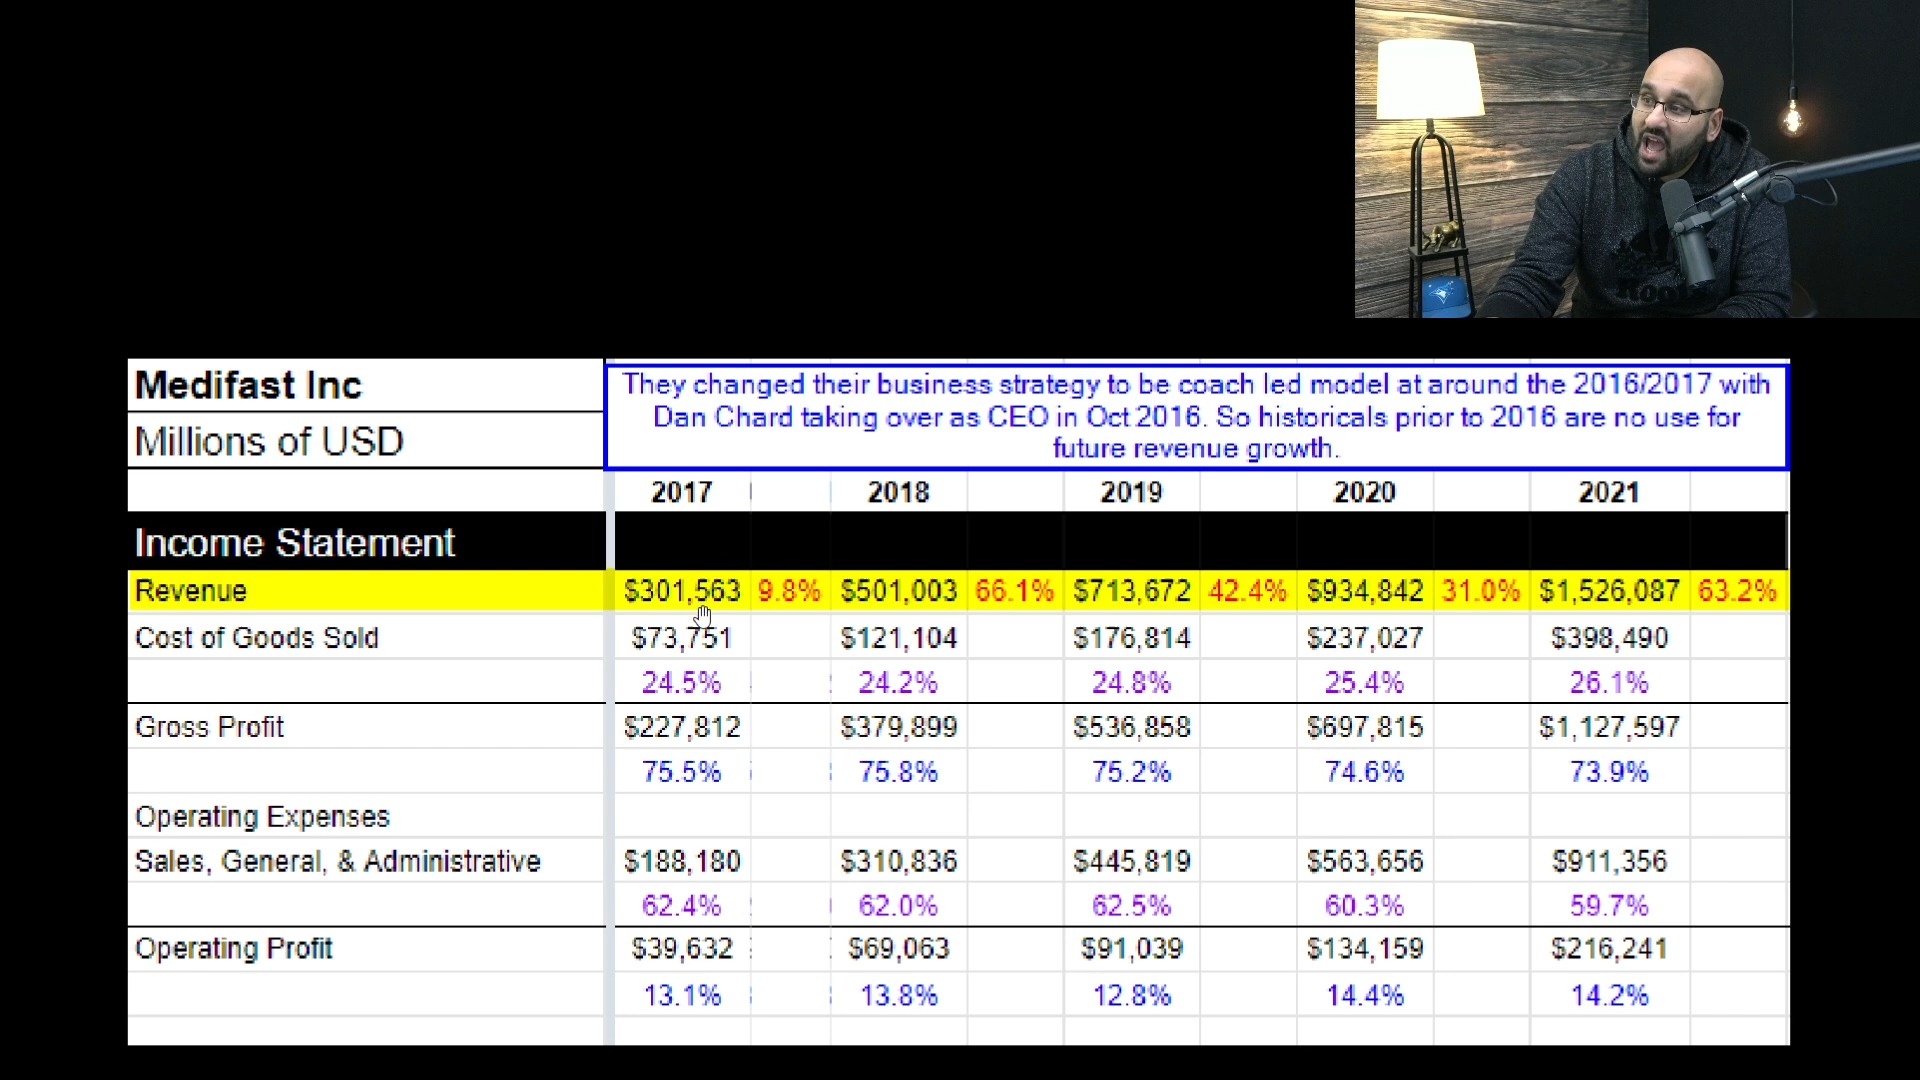 Medifast Inc
They changed their business strategy to be coach led model at around the 2016/2017 with
Dan Chard taking over as CEO in Oct 2016. So historicals prior to 2016 are no use for
future revenue growth.
Millions of USD
2017 2018 2019 2020 2021
Income Statement
Revenue $301,563 9.8% $501,003 66.1% $713,672 42.4% $934,842 31.0% $1,526,087 63.2%
Cost of Goods Sold $73,751 $121,104 $176,814 $237,027 $398,490
24.5% 24.2% 24.8% 25.4% 26.1%
Gross Profit $227,812 $379,899 $536,858 $697,815 $1,127,597
75.5% 75.8% 75.2% 74.6% 73.9%
Operating Expenses
Sales, General, & Administrative $188,180 $310,836 $445,819 $563,656 $911,356
62.4% 62.0% 62.5% 60.3% 59.7%
Operating Profit $39,632 $69,063 $91,039 $134,159 $216,241
13.1% 13.8% 12.8% 14.4% 14.2%